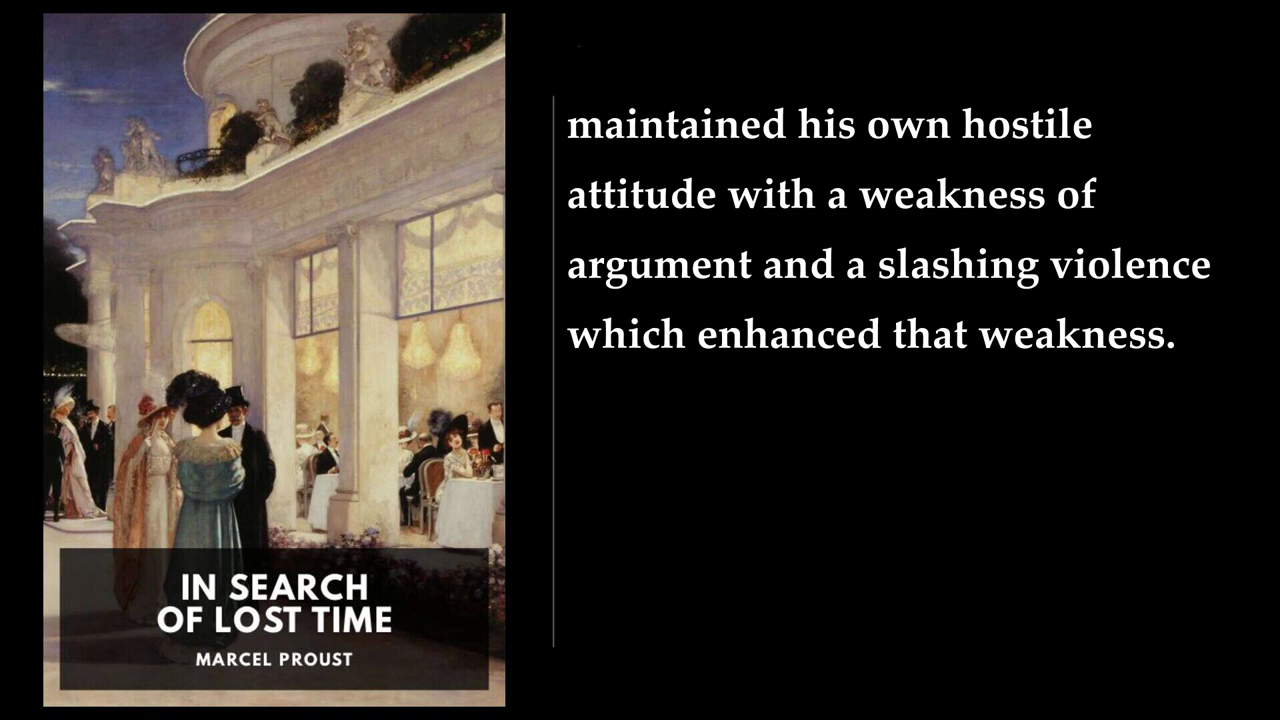 maintained his own hostile
attitude with a weakness of
argument and a slashing violence
which enhanced that weakness.
IN SEARCH
OF LOST TIME
MARCEL PROUST